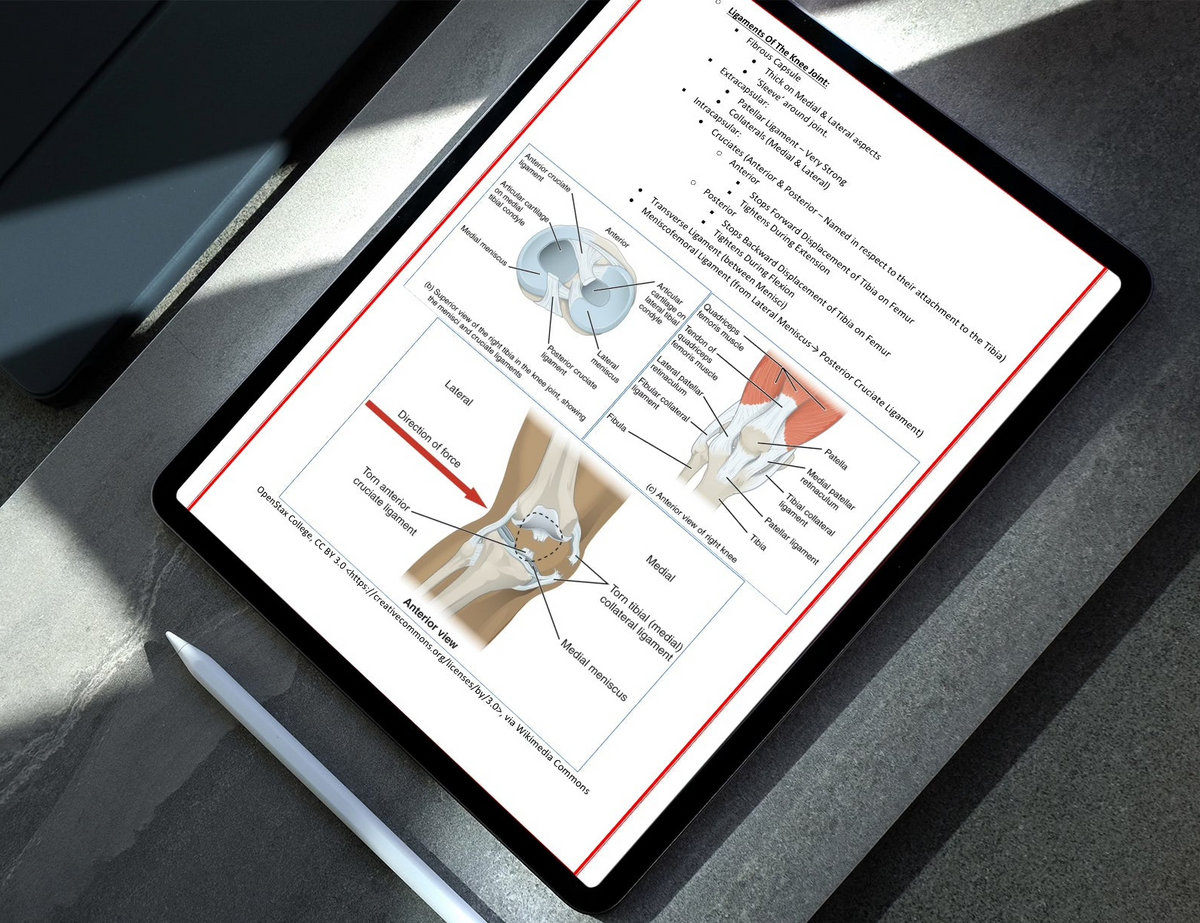 Ligaments Of The Knee Joint:
Fibrous Capsule
Thick on Medial & Lateral aspects
'Sleeve' around joint.
Extracapsular:
Patellar Ligament – Very Strong
Collaterals (Medial & Lateral)
Intracapsular:
Cruciates (Anterior & Posterior – Named in respect to their attachment to the Tibia)
Anterior
Stops Forward Displacement of Tibia on Femur
Tightens During Extension
Posterior
Stops Backward Displacement of Tibia on Femur
Tightens During Flexion
Transverse Ligament (between Menisci)
Meniscofemoral Ligament (from Lateral Meniscus→ Posterior Cruciate Ligament)
Anterior cruciate
ligament
Articular cartilage
on medial
tibial condyle
Medial meniscus
Anterior
Articular
cartilage on
lateral tibial
condyle
Lateral
meniscus
Posterior cruciate
ligament
(b) Superior view of the right tibia in the knee joint, showing
the menisci and cruciate ligaments
Quadriceps
femoris muscle
Tendon of
quadriceps
femoris muscle
Lateral patellar
retinaculum
Fibular collateral
ligament
Fibula
Patella
Medial patellar
retinaculum
Tibial collateral
ligament
Patellar ligament
Tibia
(c) Anterior view of right knee
Lateral
Direction of force
Torn anterior
cruciate ligament
Medial
Torn tibial (medial)
collateral ligament
Medial meniscus
Anterior view
OpenStax College, CC BY 3.0 <https://creativecommons.org/licenses/by/3.0>, via Wikimedia Commons